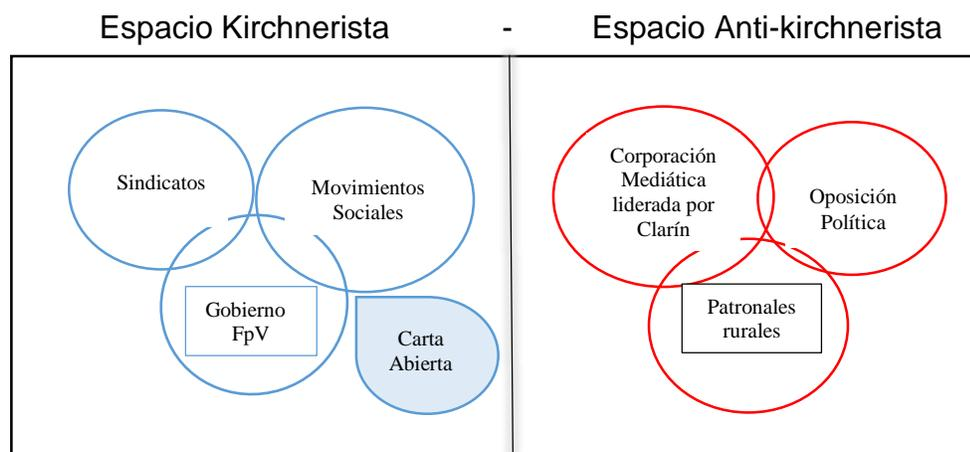 Espacio Kirchnerista - Espacio Anti-kirchnerista
Sindicatos
Movimientos
Sociales
Gobierno
FpV
Carta
Abierta
Corporación
Mediática
liderada por
Clarín
Oposición
Política
Patronales
rurales